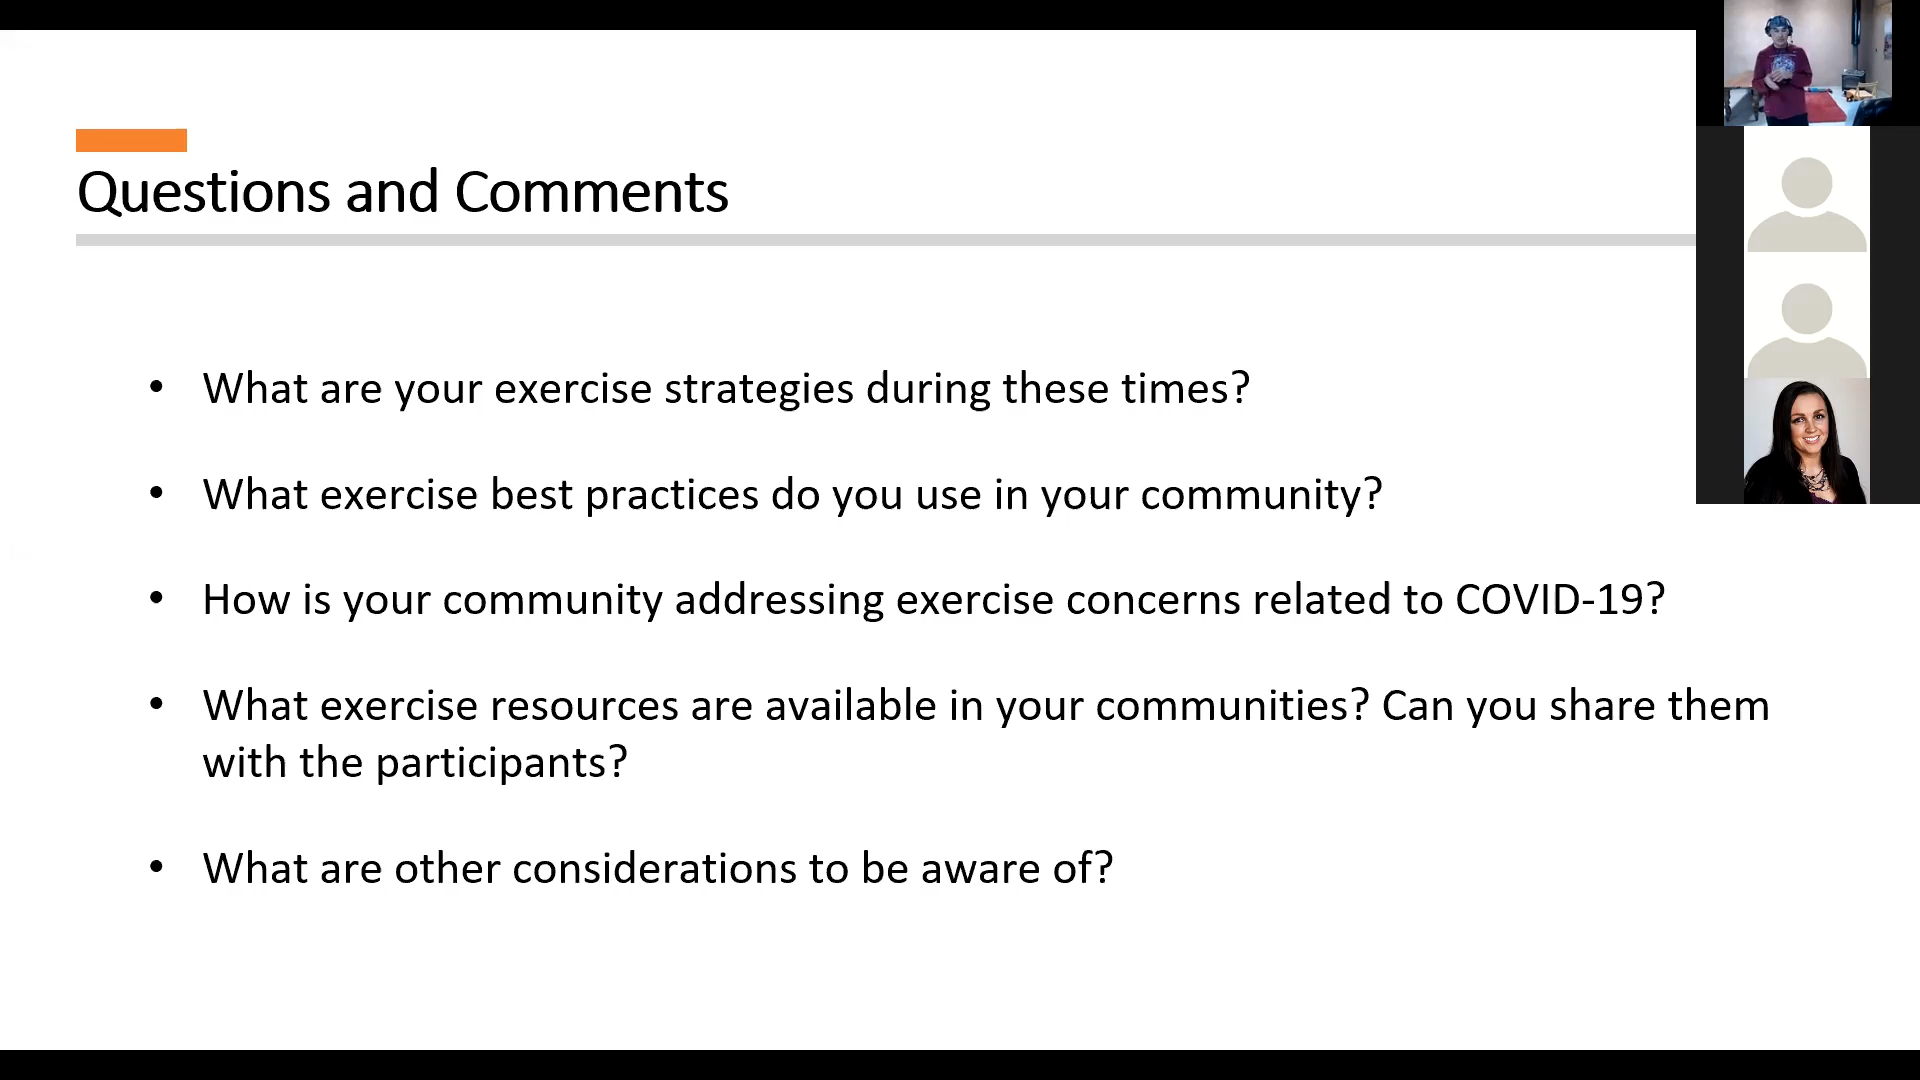 Questions and Comments
• What are your exercise strategies during these times?
• What exercise best practices do you use in your community?
• How is your community addressing exercise concerns related to COVID-19?
• What exercise resources are available in your communities? Can you share them
with the participants?
• What are other considerations to be aware of?